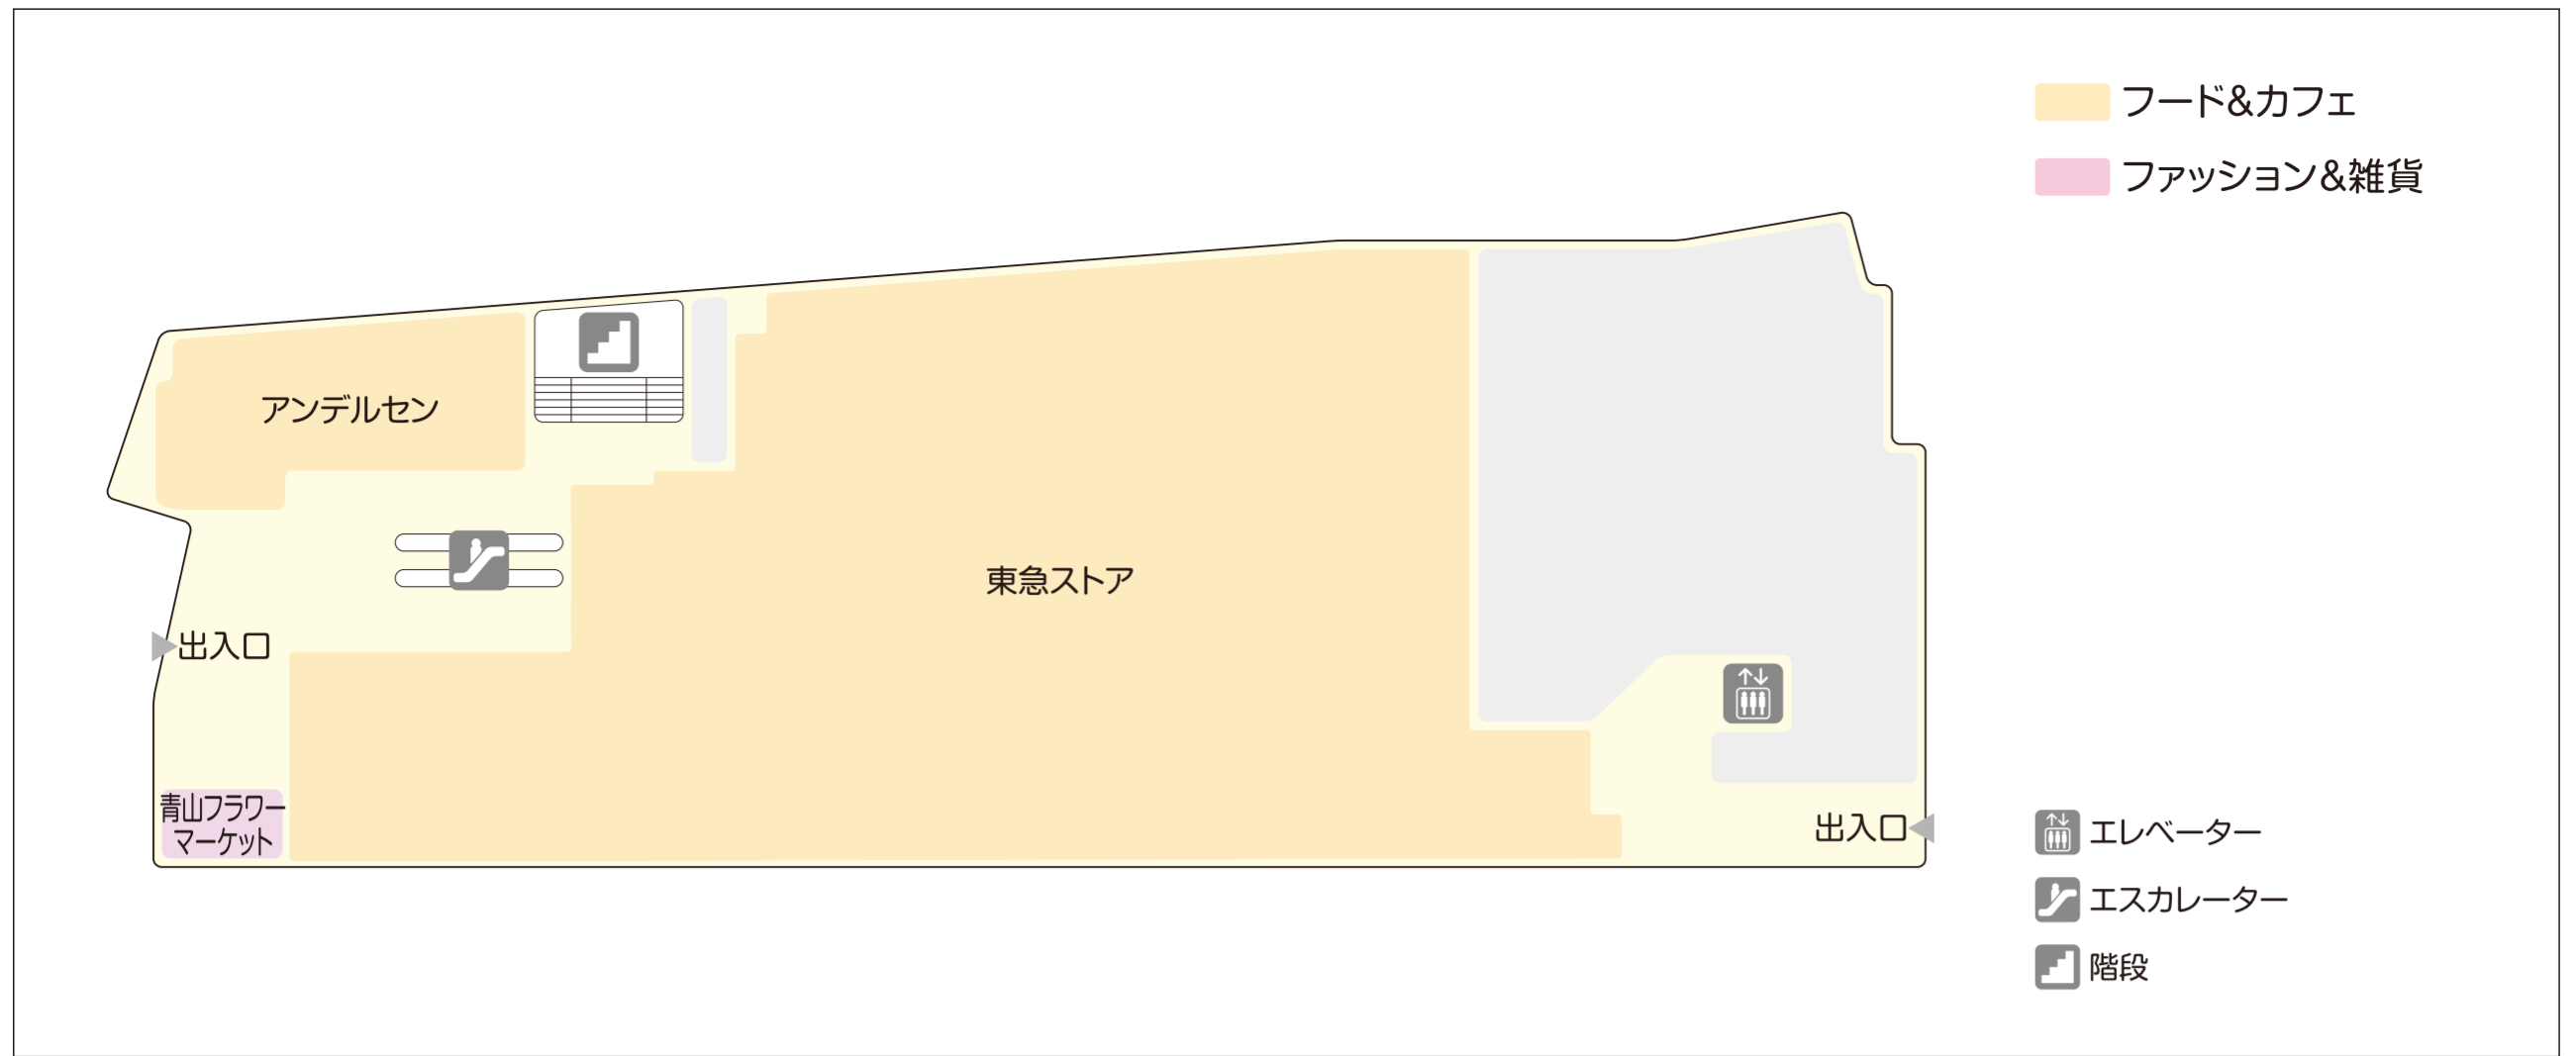 フード&カフェ
ファッション&雑貨
アンデルセン
東急ストア
出入口
青山フラワー
マーケット
出入口
エレベーター
エスカレーター
階段